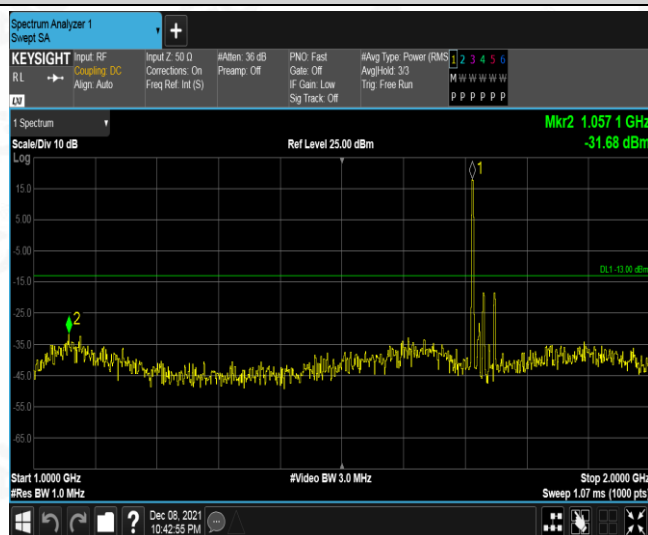 Spectrum Analyzer 1
Swept SA
KEYSIGHT
RL
LXI
Input: RF
Coupling: DC
Align: Auto
Input Z: 50 Ω
Corrections: On
Freq Ref: Int (S)
#Atten: 36 dB
Preamp: Off
PNO: Fast
Gate: Off
IF Gain: Low
Sig Track: Off
#Avg Type: Power (RMS
Avg|Hold: 3/3
Trig: Free Run
1 2 3 4 5 6
M W W W W W
P P P P P P
1 Spectrum
Mkr2 1.057 1 GHz
-31.68 dBm
Scale/Div 10 dB
Ref Level 25.00 dBm
Log
1
15.0
5.00
-5.00
DL1 -13.00 dBm
-15.0
-25.0
2
-35.0
-45.0
-55.0
-65.0
Start 1.0000 GHz
#Video BW 3.0 MHz
Stop 2.0000 GHz
#Res BW 1.0 MHz
Sweep 1.07 ms (1000 pts)
?
Dec 08, 2021
10:42:55 PM